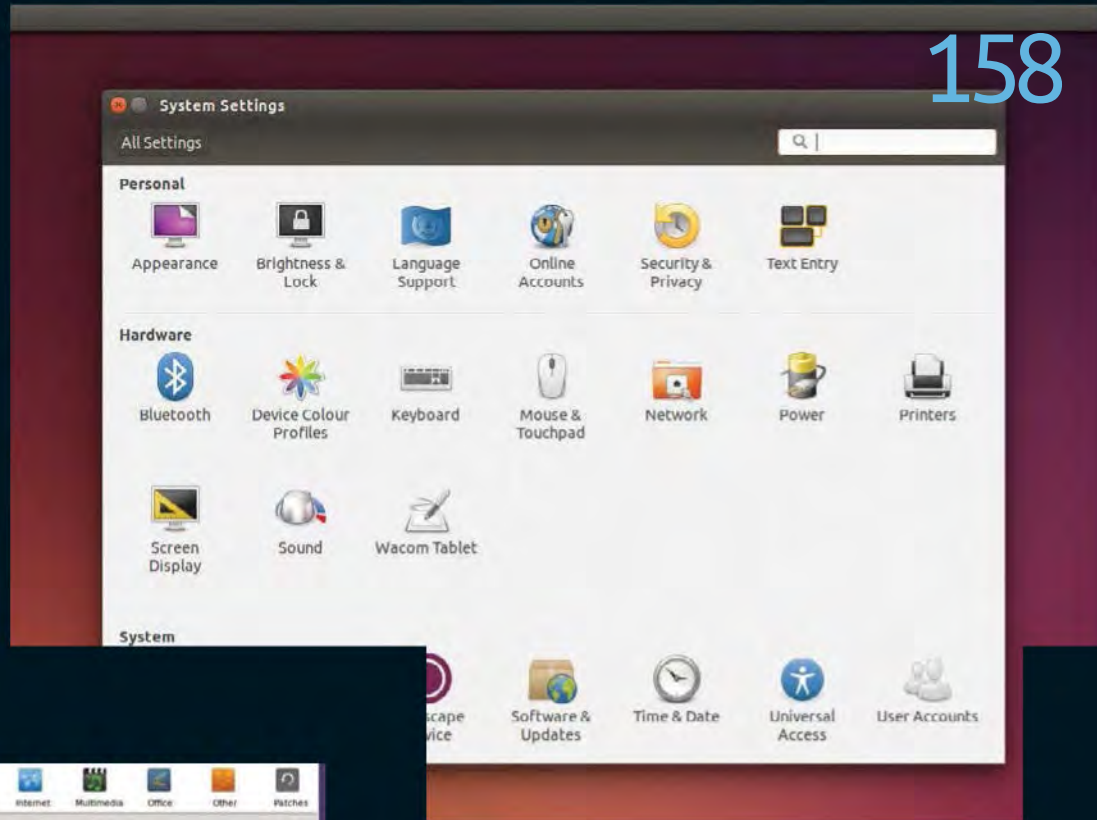 158
System Settings
All Settings
Personal
Appearance
Brightness &
Lock
Language
Support
Online
Accounts
Security &
Privacy
Text Entry
Hardware
Bluetooth
Device Colour
Profiles
Keyboard
Mouse &
Touchpad
Network
Power
Printers
Screen
Display
Sound
Wacom Tablet
System
scape
vice
Software &
Updates
Time & Date
Universal
Access
User Accounts
Internet
Multimedia
Office
Other
Patches